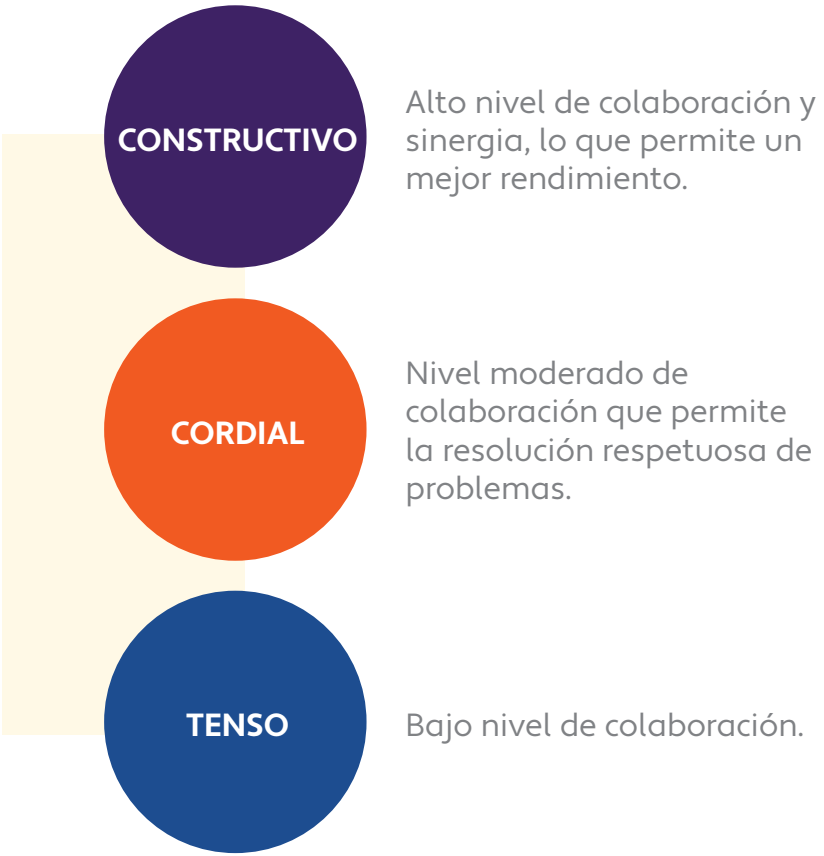 CONSTRUCTIVO
Alto nivel de colaboración y
sinergia, lo que permite un
mejor rendimiento.
CORDIAL
Nivel moderado de
colaboración que permite
la resolución respetuosa de
problemas.
TENSO
Bajo nivel de colaboración.